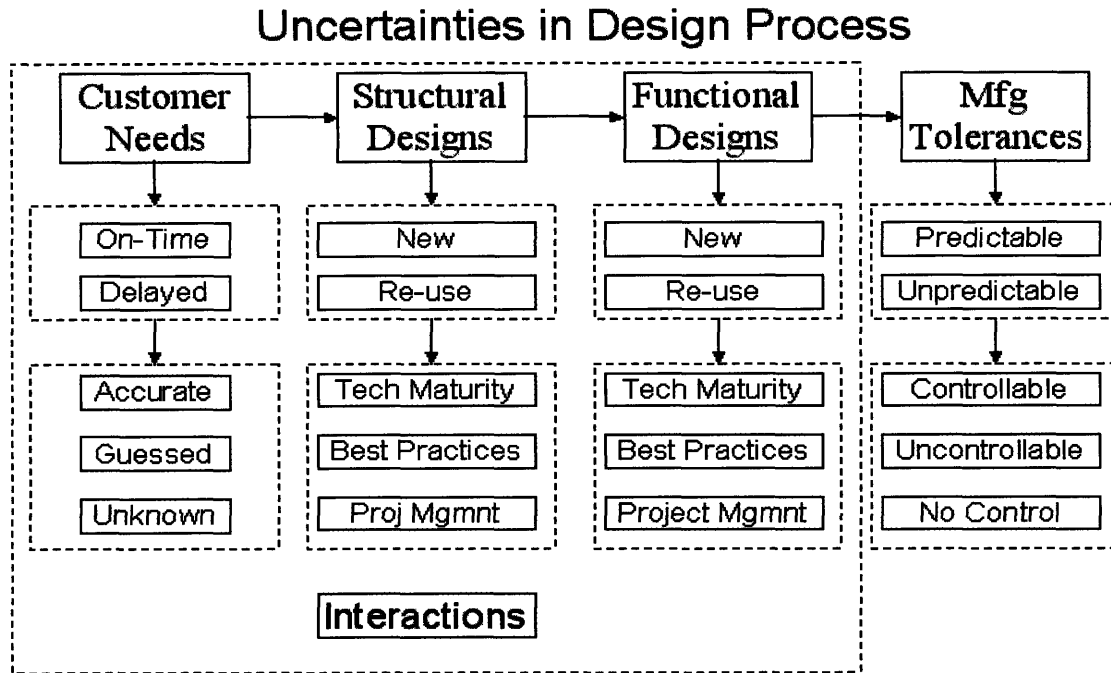 Uncertainties in Design Process
Customer
Needs
Structural
Designs
Functional
Designs
Mfg
Tolerances
On-Time
Delayed
New
Re-use
New
Re-use
Predictable
Unpredictable
Accurate
Guessed
Unknown
Tech Maturity
Best Practices
Proj Mgmnt
Tech Maturity
Best Practices
Project Mgmnt
Controllable
Uncontrollable
No Control
Interactions